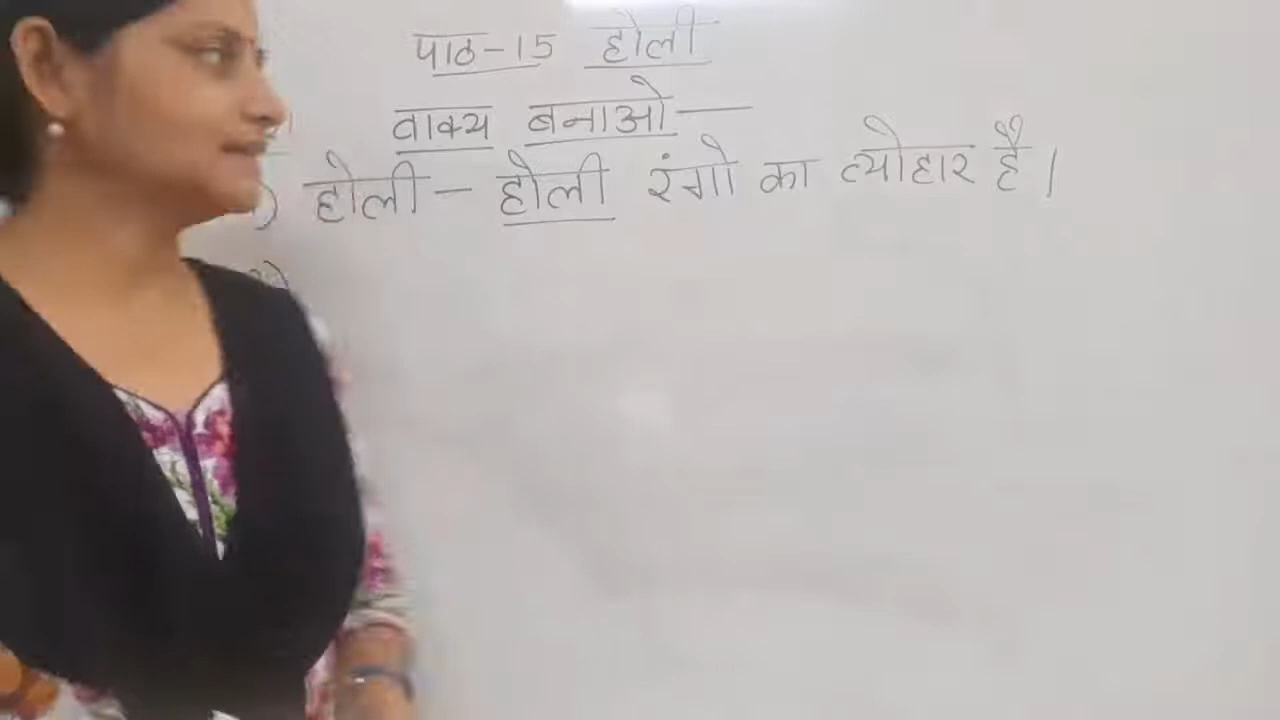 पाठ-15 होली
वाक्य बनाओ—
होली - होली रंगो का त्योहार है।